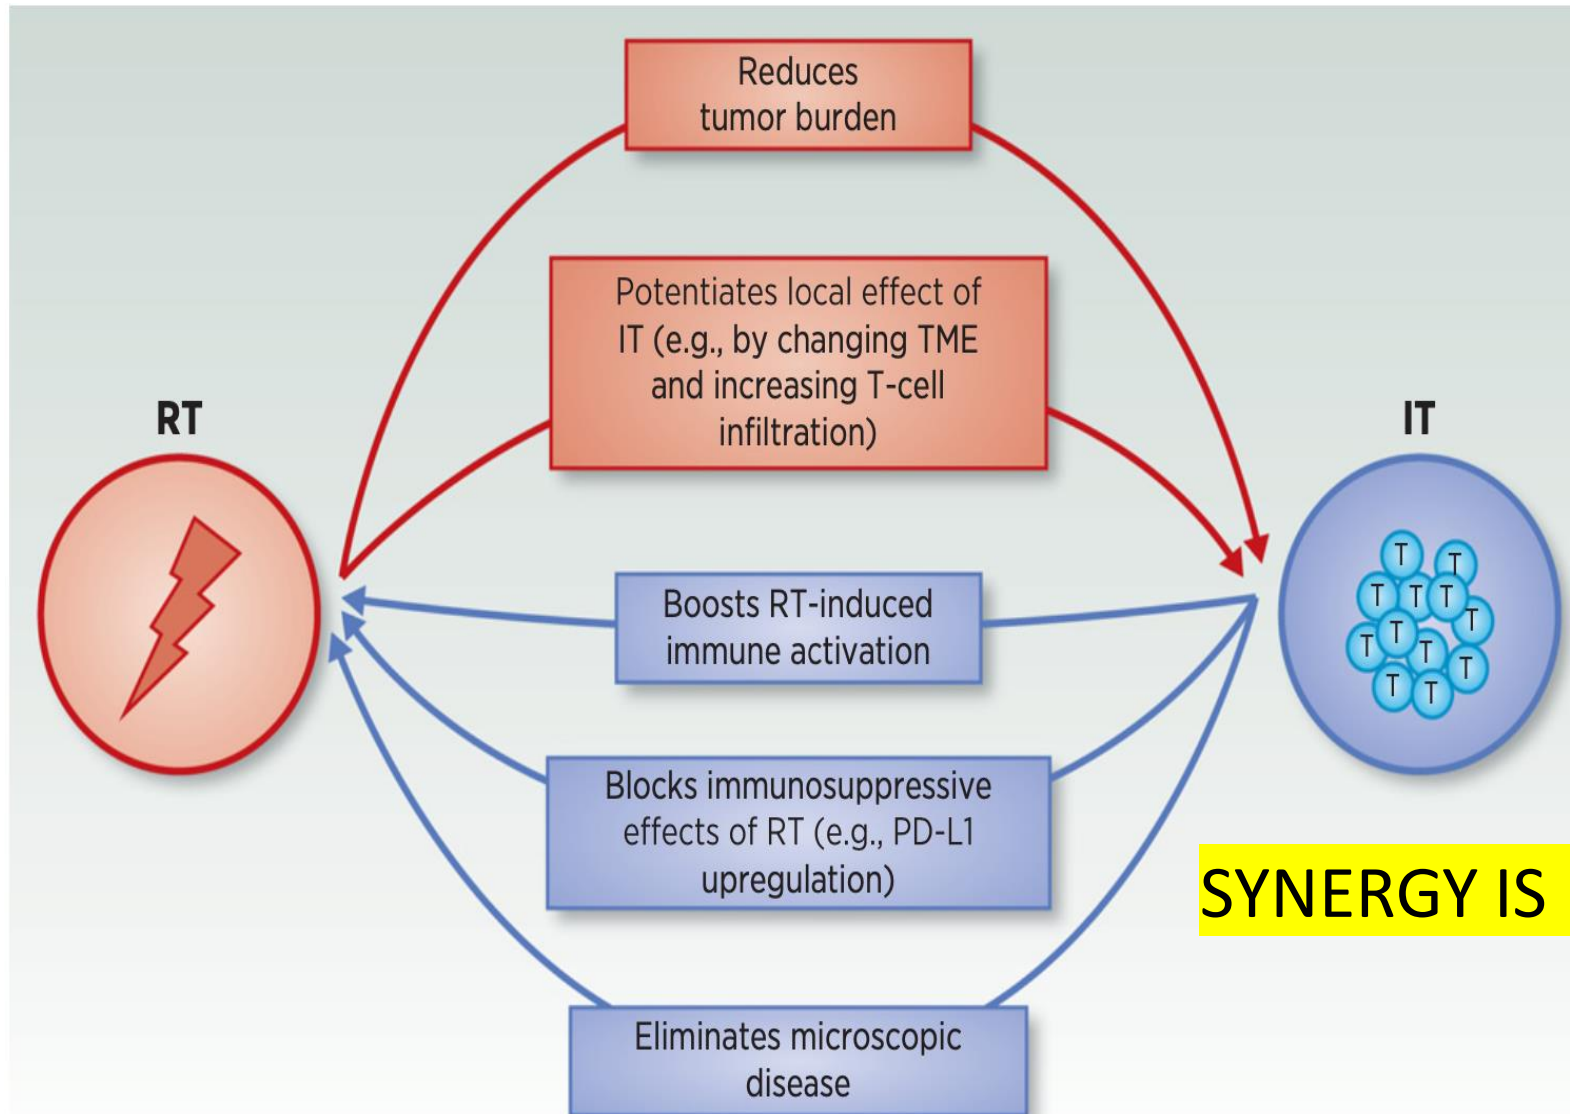 Reduces
tumor burden
Potentiates local effect of
IT (e.g., by changing TME
and increasing T-cell
infiltration)
RT
IT
T
T
T
T
T
T
T
T
T
T
T
T
Boosts RT-induced
immune activation
Blocks immunosuppressive
effects of RT (e.g., PD-L1
upregulation)
SYNERGY IS
Eliminates microscopic
disease